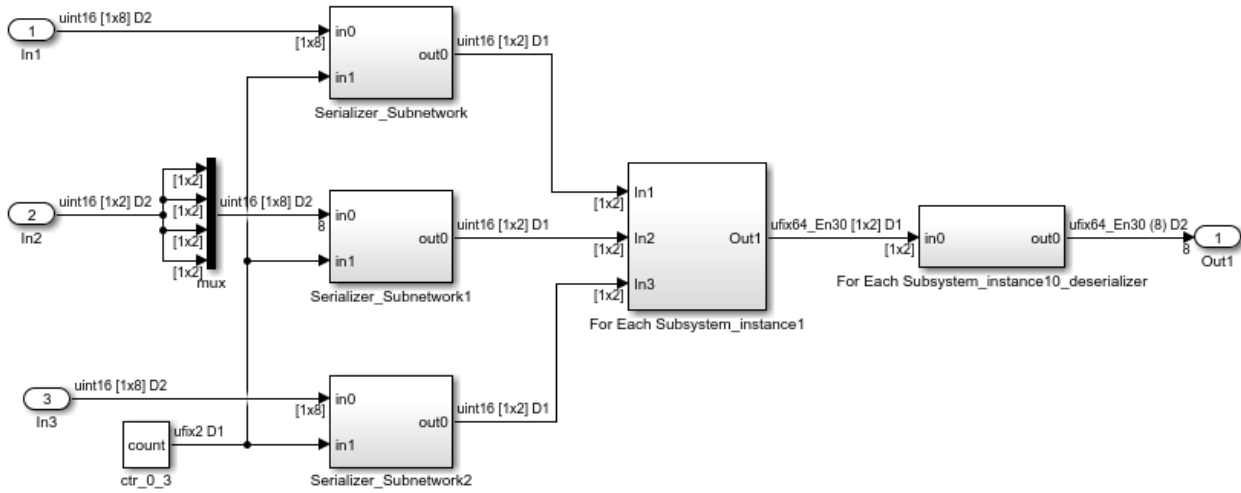 1
In1
uint16 [1x8] D2
[1x8]
in0
in1
out0
Serializer_Subnetwork
uint16 [1x2] D1
2
In2
uint16 [1x2] D2
[1x2]
[1x2]
[1x2]
[1x2]
mux
uint16 [1x8] D2
8
in0
in1
out0
Serializer_Subnetwork1
uint16 [1x2] D1
3
In3
uint16 [1x8] D2
[1x8]
count
ctr_0_3
ufix2 D1
in0
in1
out0
Serializer_Subnetwork2
uint16 [1x2] D1
[1x2]
[1x2]
[1x2]
In1
In2
In3
Out1
For Each Subsystem_instance1
ufix64_En30 [1x2] D1
[1x2]
in0
out0
For Each Subsystem_instance10_deserializer
ufix64_En30 (8) D2
8
1
Out1